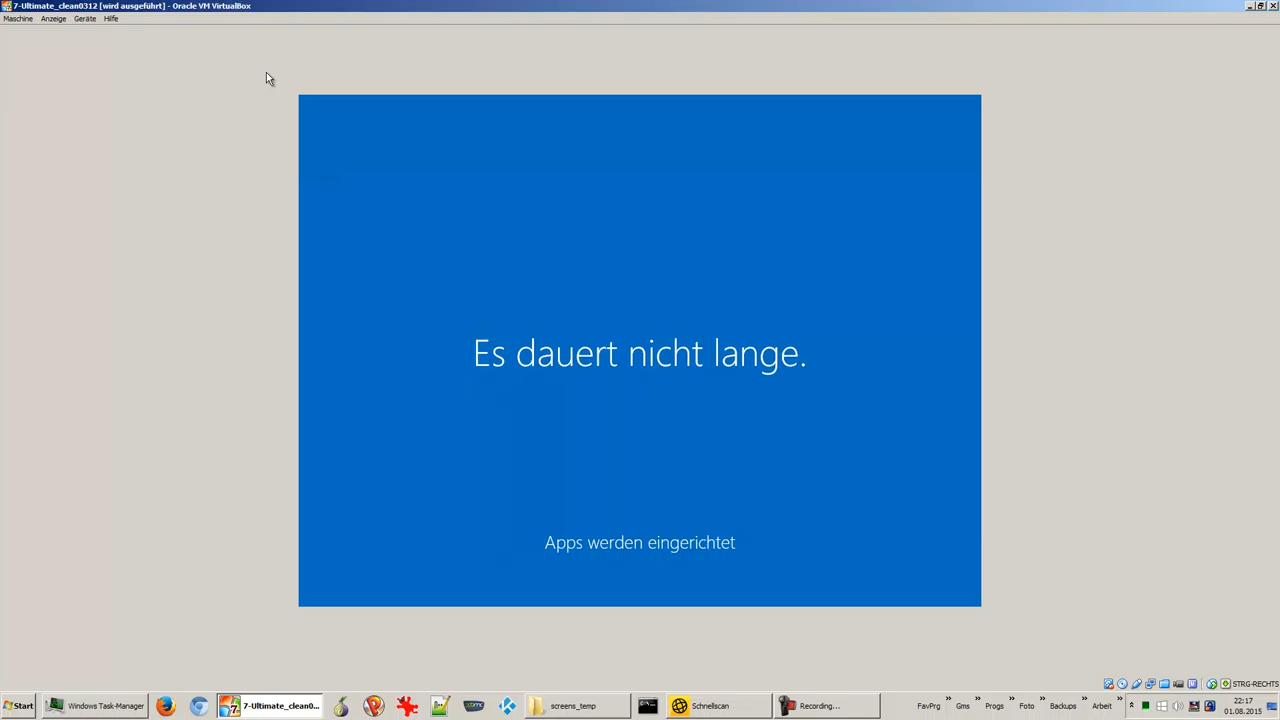 7-Ultimate_clean0312 [wird ausgeführt] - Oracle VM VirtualBox
Maschine Anzeige Geräte Hilfe
Es dauert nicht lange.
Apps werden eingerichtet
STRG-RECHTS
Start Windows Task-Manager 7-Ultimate_clean0... xbmc screens_temp Schnellscan Recording... FavPrg » Gms » Progs » Foto » Backups » Arbeit » 22:17
01.08.2015